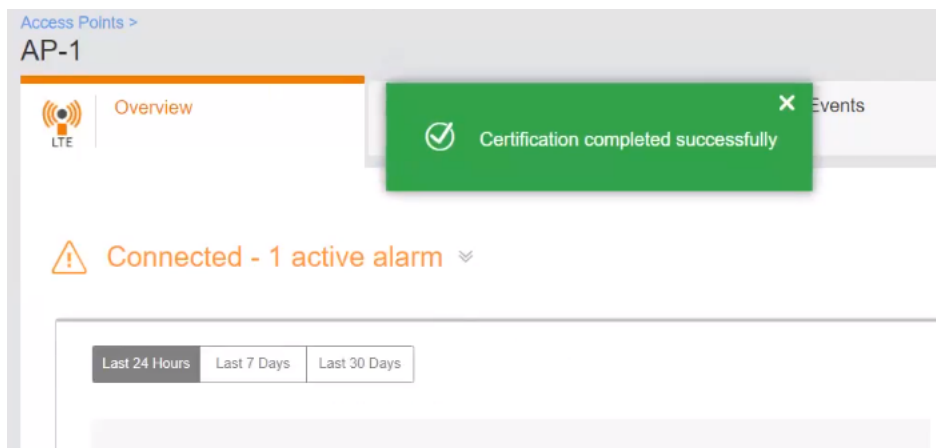 Access Points >
AP-1
LTE
Overview
Certification completed successfully
Events
Connected - 1 active alarm
Last 24 Hours
Last 7 Days
Last 30 Days